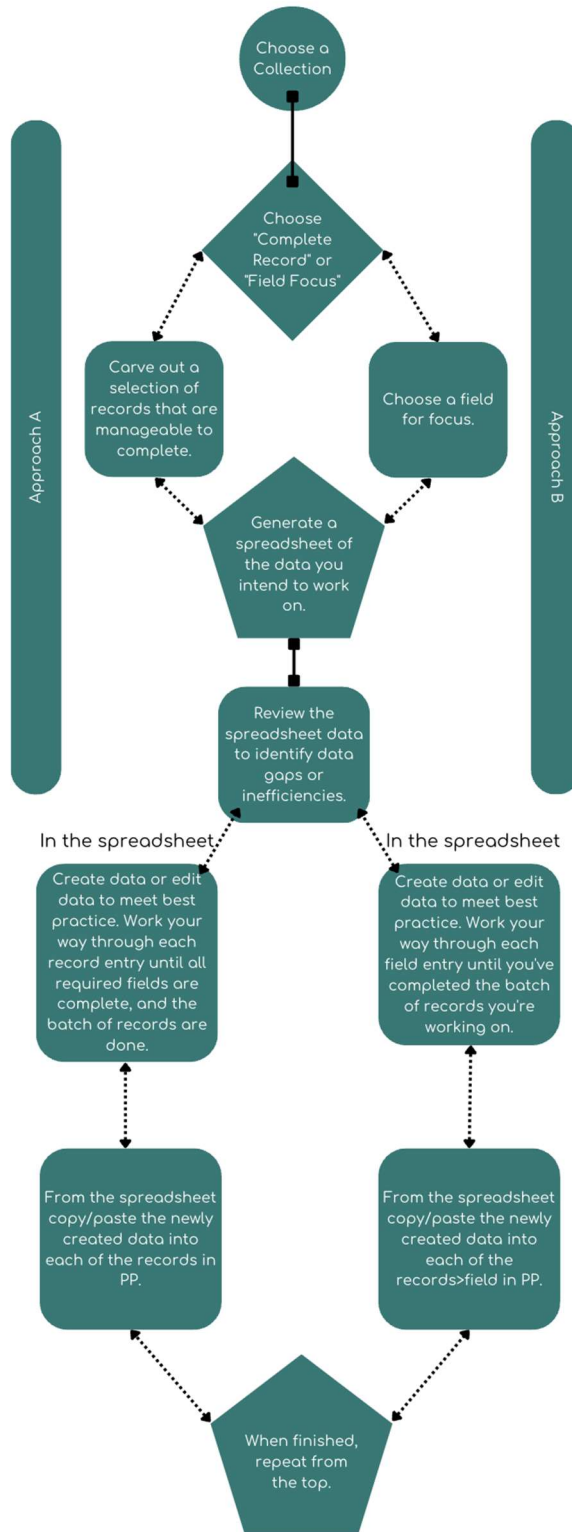 Choose a
Collection
Choose
"Complete
Record" or
"Field Focus"
Approach A
Approach B
Carve out a
selection of
records that are
manageable to
complete.
Choose a field
for focus.
Generate a
spreadsheet of
the data you
intend to work
on.
Review the
spreadsheet data
to identify data
gaps or
inefficiencies.
In the spreadsheet
Create data or edit
data to meet best
practice. Work your
way through each
record entry until all
required fields are
complete, and the
batch of records are
done.
In the spreadsheet
Create data or edit
data to meet best
practice. Work your
way through each
field entry until you've
completed the batch
of records you're
working on.
From the spreadsheet
copy/paste the newly
created data into
each of the records in
PP.
From the spreadsheet
copy/paste the newly
created data into
each of the
records>field in PP.
When finished,
repeat from
the top.